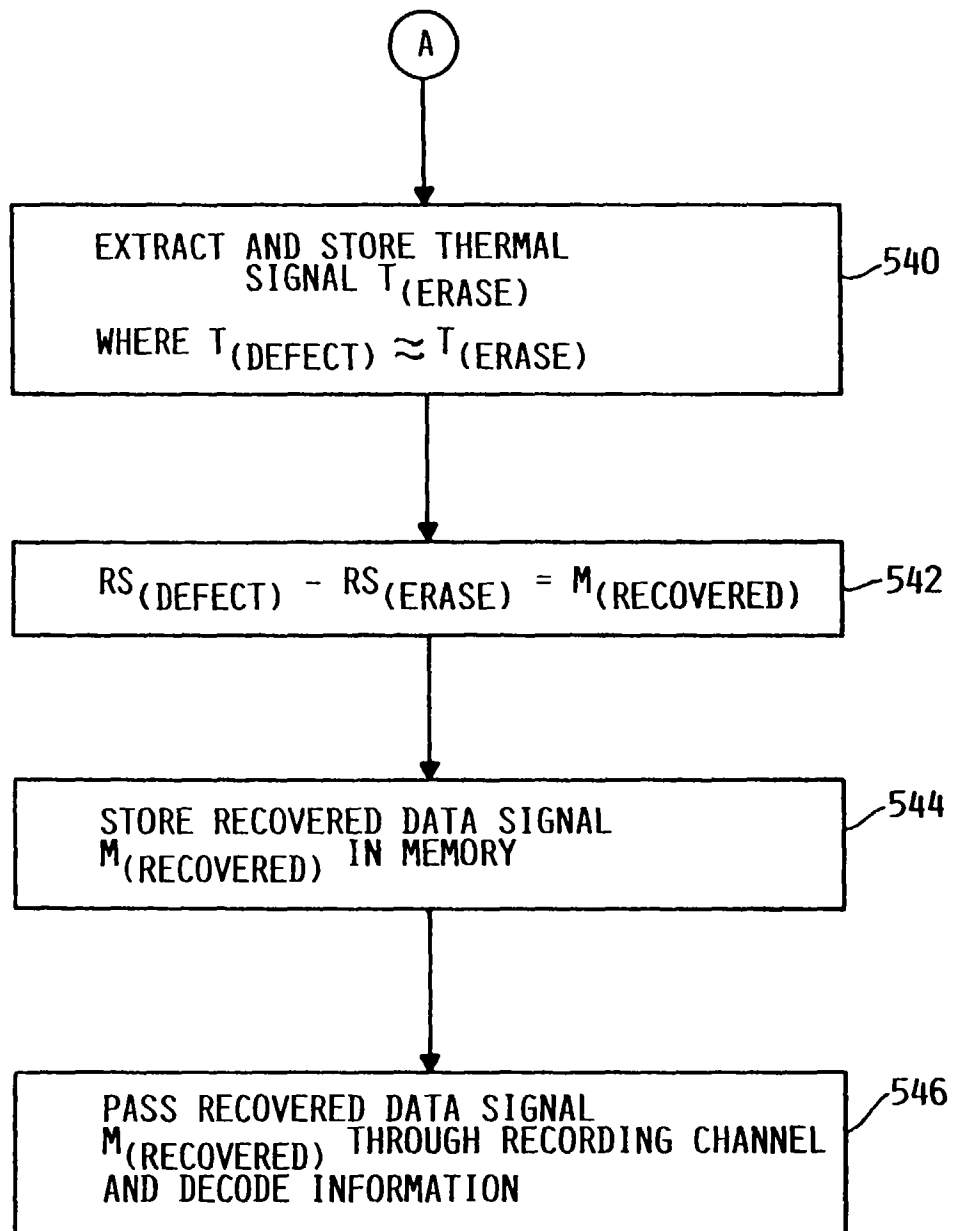 A
EXTRACT AND STORE THERMAL
SIGNAL T(ERASE)
WHERE T(DEFECT) ≈ T(ERASE)
540
RS(DEFECT) - RS(ERASE) = M(RECOVERED)
542
STORE RECOVERED DATA SIGNAL
M(RECOVERED) IN MEMORY
544
PASS RECOVERED DATA SIGNAL
M(RECOVERED) THROUGH RECORDING CHANNEL
AND DECODE INFORMATION
546